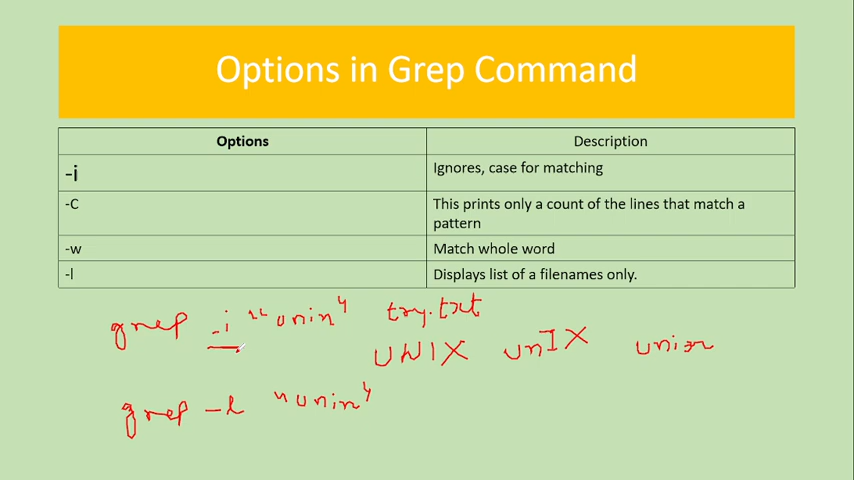 Options in Grep Command
Options Description
-i Ignores, case for matching
-C This prints only a count of the lines that match a
pattern
-w Match whole word
-l Displays list of a filenames only.
grep -i "unix" try.txt
UNIX unIX unix
grep -l "unix"